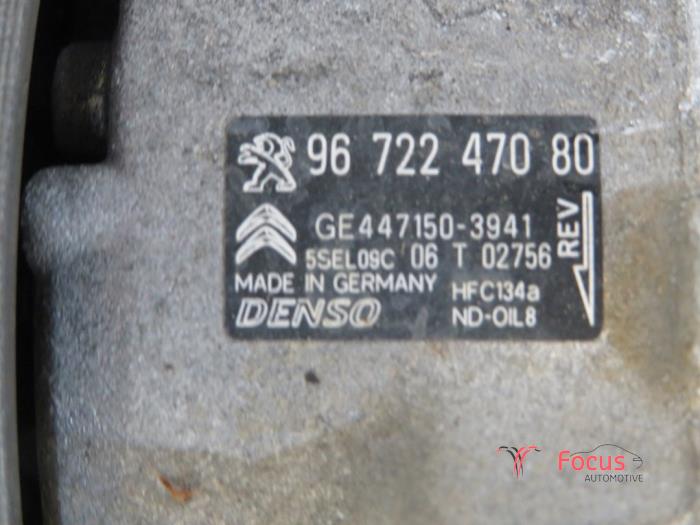 96 722 470 80
GE447150-3941
5SEL09C 06 T 02756
REV
MADE IN GERMANY
HFC134a
DENSO
ND-OIL8
Focus
AUTOMOTIVE